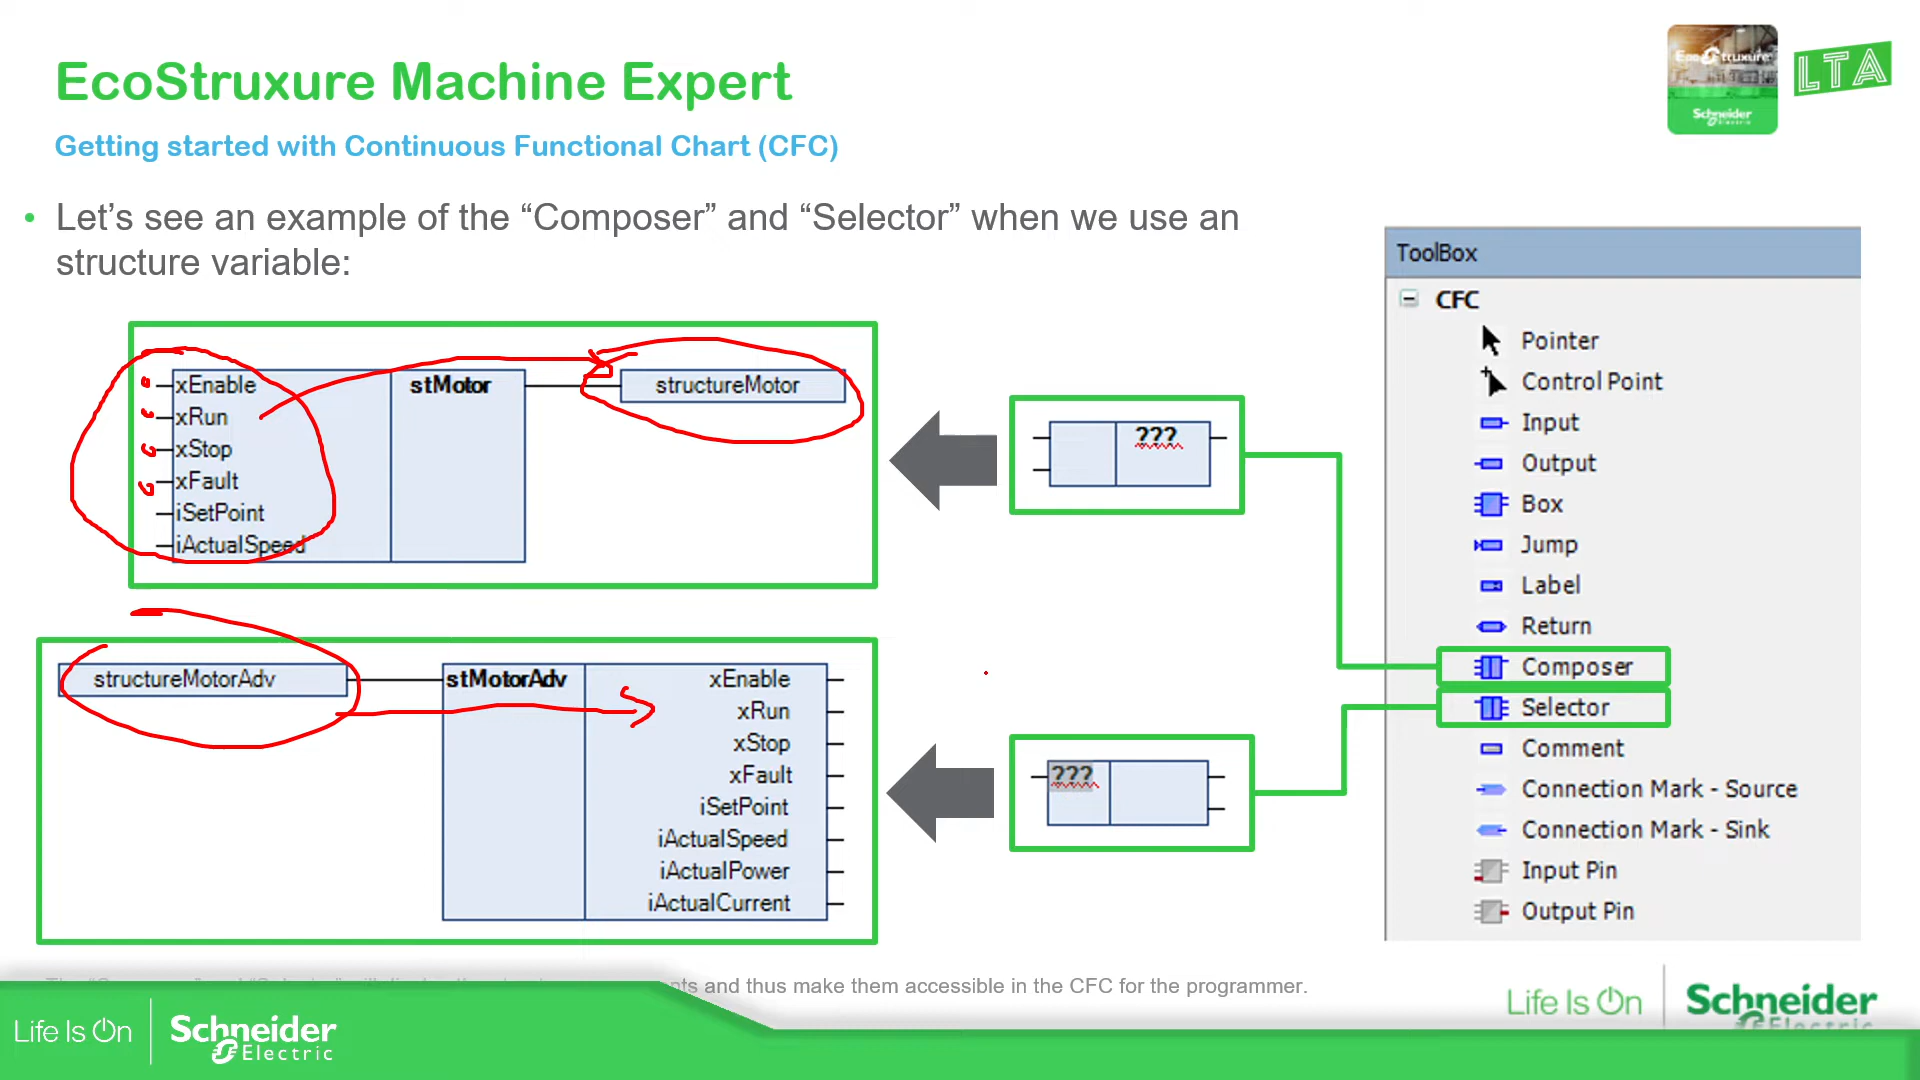 EcoStruxure Machine Expert
Getting started with Continuous Functional Chart (CFC)
• Let's see an example of the “Composer” and “Selector” when we use an
structure variable:
EcoStruxure
Schneider
Electric
LTA
xEnable
xRun
xStop
xFault
iSetPoint
iActualSpeed
stMotor
structureMotor
???
structureMotorAdv
stMotorAdv
xEnable
xRun
xStop
xFault
iSetPoint
iActualSpeed
iActualPower
iActualCurrent
???
ToolBox
CFC
Pointer
Control Point
Input
Output
Box
Jump
Label
Return
Composer
Selector
Comment
Connection Mark - Source
Connection Mark - Sink
Input Pin
Output Pin
and thus make them accessible in the CFC for the programmer.
Life Is On
Schneider
Electric
Life Is On
Schneider
Electric